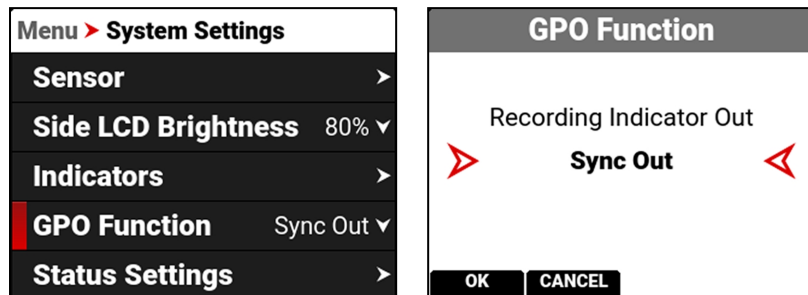 Menu > System Settings
Sensor
Side LCD Brightness 80%
Indicators
GPO Function Sync Out
Status Settings
GPO Function
Recording Indicator Out
Sync Out
OK CANCEL